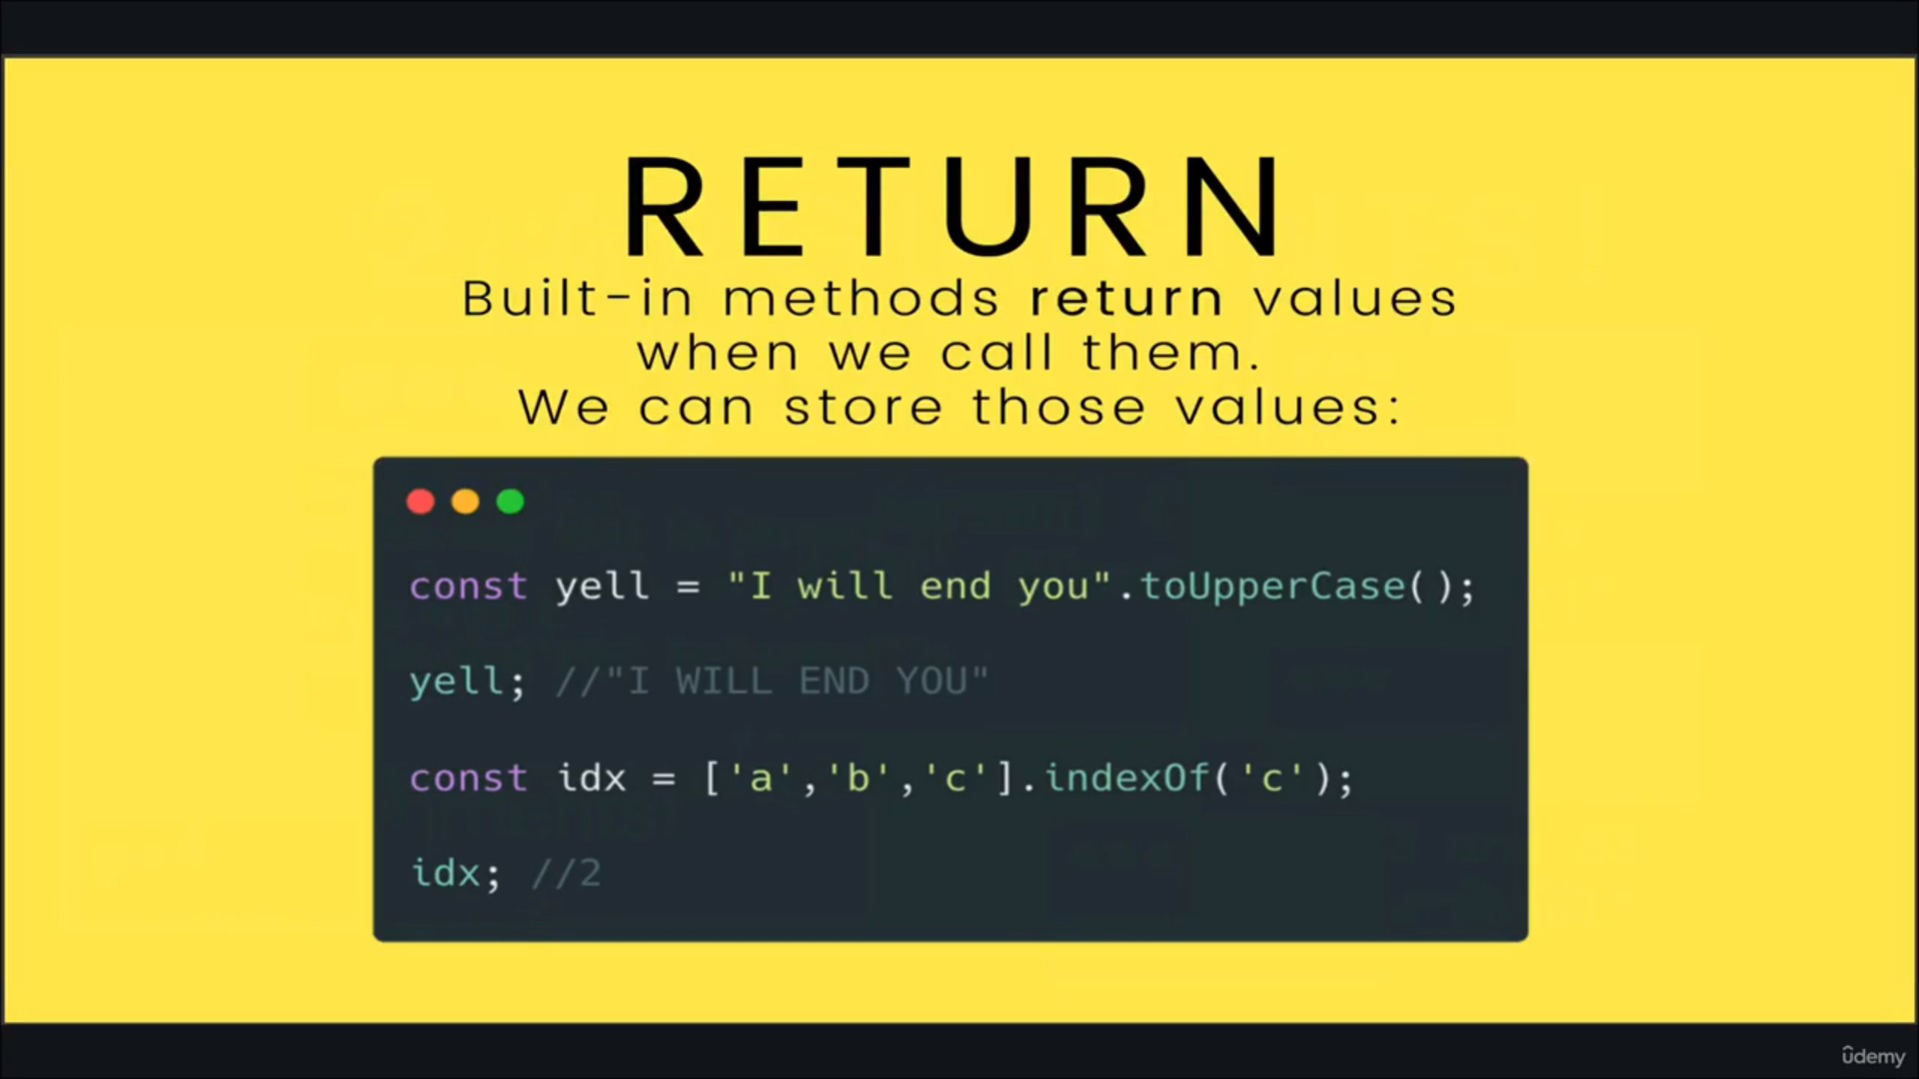 RETURN
Built-in methods return values
when we call them.
We can store those values:
const yell = "I will end you".toUpperCase();
yell; //"I WILL END YOU"
const idx = ['a','b','c'].indexOf('c');
idx; //2
ûdemy